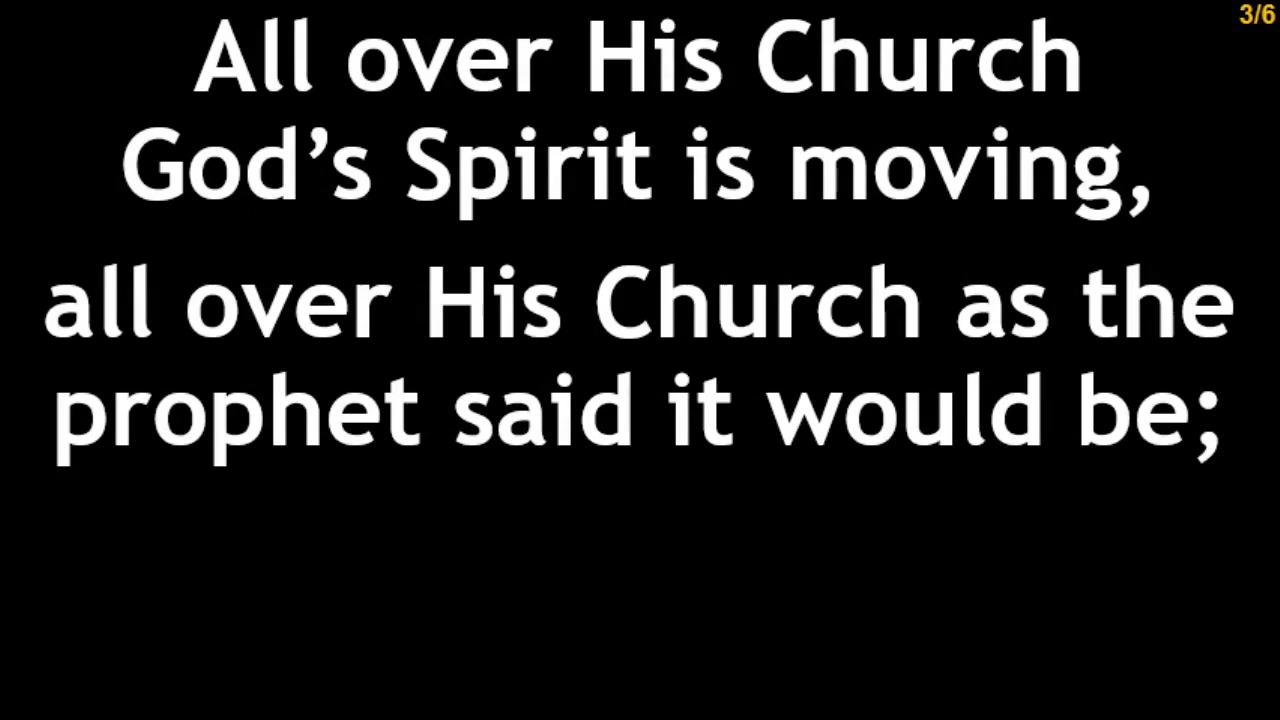 3/6
All over His Church
God’s Spirit is moving,
all over His Church as the
prophet said it would be;